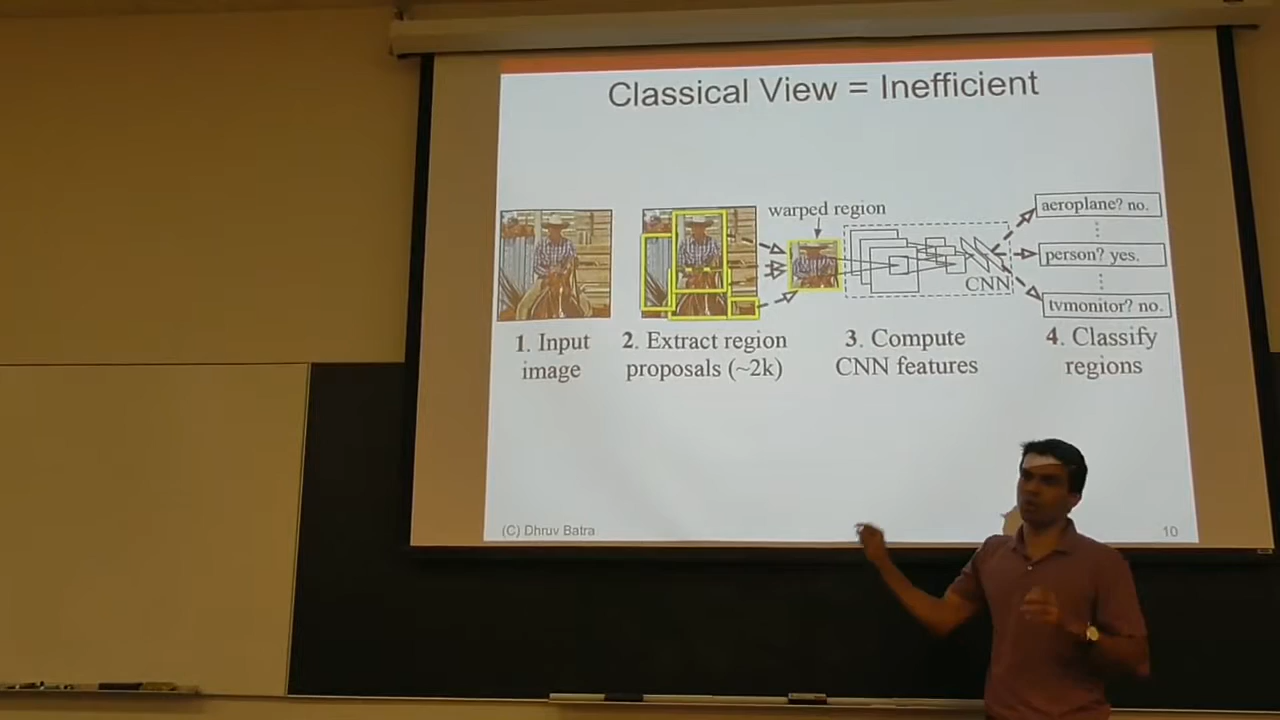 Classical View = Inefficient
warped region
aeroplane? no.
person? yes.
CNN
tvmonitor? no.
1. Input
image
2. Extract region
proposals (~2k)
3. Compute
CNN features
4. Classify
regions
(C) Dhruv Batra
10